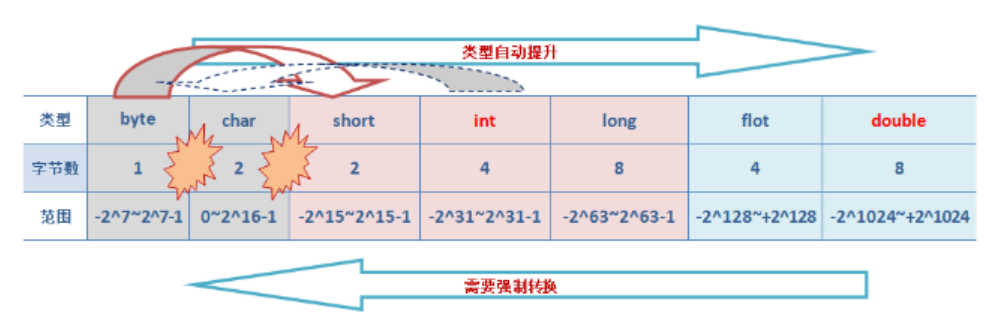 类型自动提升
类型 byte char short int long flot double
字节数 1 2 2 4 8 4 8
范围 -2^7~2^7-1 0~2^16-1 -2^15~2^15-1 -2^31~2^31-1 -2^63~2^63-1 -2^128~+2^128 -2^1024~+2^1024
需要强制转换